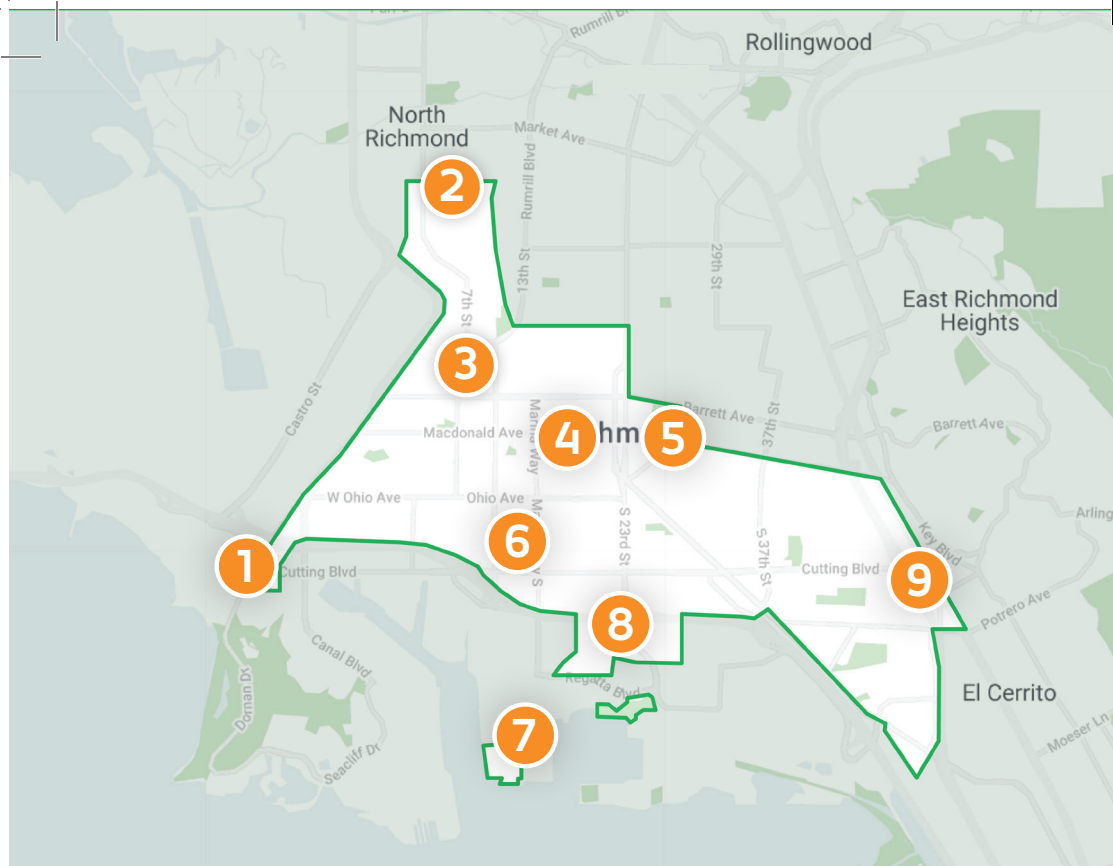 Rumrill Blvd
Rollingwood
North
Richmond
Market Ave
2
Rumrill Blvd
13th St
29th St
7th St
East Richmond
Heights
3
Castro St
Marina Way
Macdonald Ave
4
hm
5
Barrett Ave
37th St
Barrett Ave
W Ohio Ave
Ohio Ave
S 23rd St
Arling
6
S 37th St
Key Blvd
1
Cutting Blvd
Cutting Blvd
9
Potrero Ave
8
Canal Blvd
Dornan Dr
Regatta Blvd
El Cerrito
7
Moeser Ln
Seacliff Dr